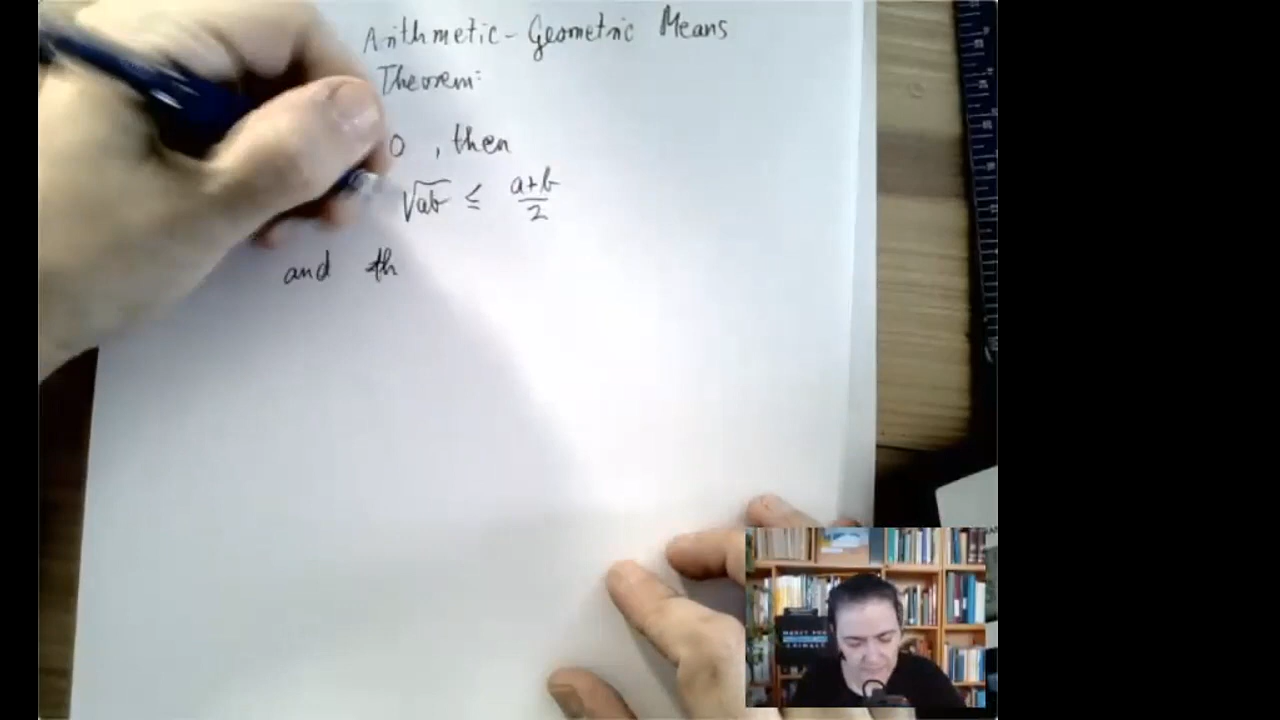 Arithmetic-Geometric Means
Theorem:
0, then
√ab ≤ a+b/2
and th